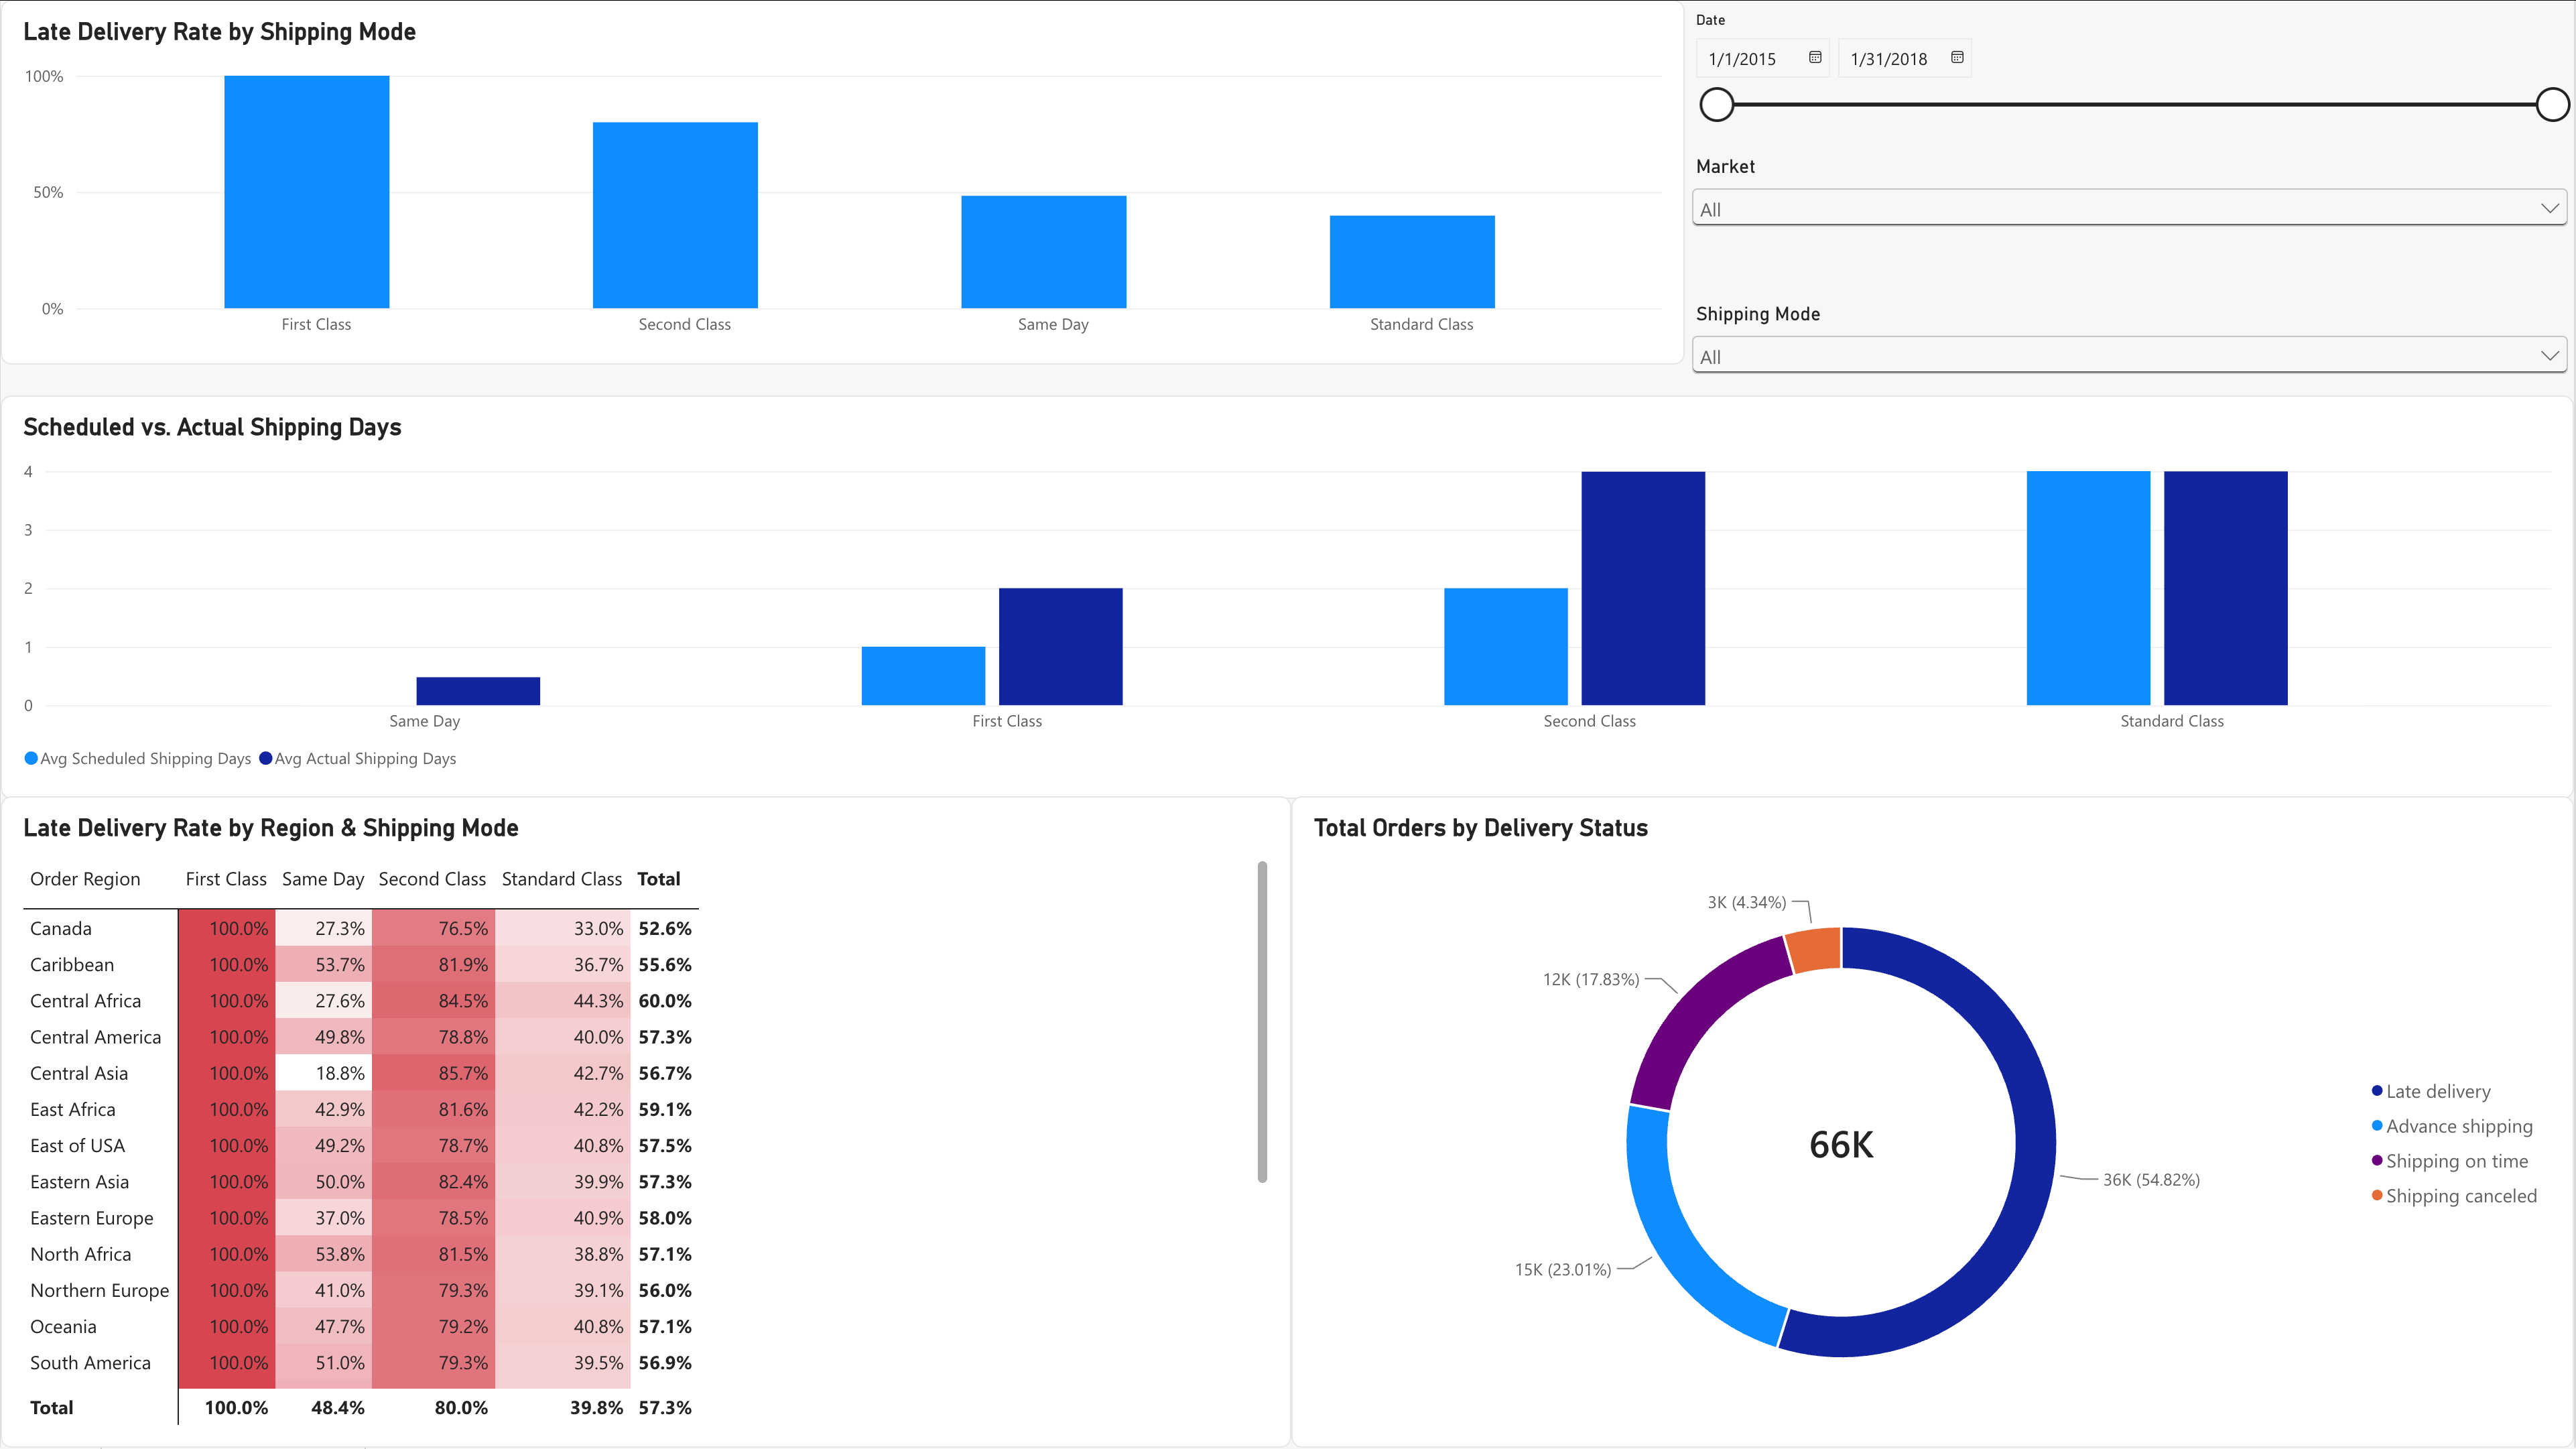 Late Delivery Rate by Shipping Mode
100%
50%
0%
First Class Second Class Same Day Standard Class
Date
1/1/2015 1/31/2018
Market
All
Shipping Mode
All
Scheduled vs. Actual Shipping Days
4
3
2
1
0
Same Day First Class Second Class Standard Class
Avg Scheduled Shipping Days Avg Actual Shipping Days
Late Delivery Rate by Region & Shipping Mode
Order Region First Class Same Day Second Class Standard Class Total
Canada 100.0% 27.3% 76.5% 33.0% 52.6%
Caribbean 100.0% 53.7% 81.9% 36.7% 55.6%
Central Africa 100.0% 27.6% 84.5% 44.3% 60.0%
Central America 100.0% 49.8% 78.8% 40.0% 57.3%
Central Asia 100.0% 18.8% 85.7% 42.7% 56.7%
East Africa 100.0% 42.9% 81.6% 42.2% 59.1%
East of USA 100.0% 49.2% 78.7% 40.8% 57.5%
Eastern Asia 100.0% 50.0% 82.4% 39.9% 57.3%
Eastern Europe 100.0% 37.0% 78.5% 40.9% 58.0%
North Africa 100.0% 53.8% 81.5% 38.8% 57.1%
Northern Europe 100.0% 41.0% 79.3% 39.1% 56.0%
Oceania 100.0% 47.7% 79.2% 40.8% 57.1%
South America 100.0% 51.0% 79.3% 39.5% 56.9%
Total 100.0% 48.4% 80.0% 39.8% 57.3%
Total Orders by Delivery Status
3K (4.34%)
12K (17.83%)
66K
36K (54.82%)
15K (23.01%)
Late delivery
Advance shipping
Shipping on time
Shipping canceled